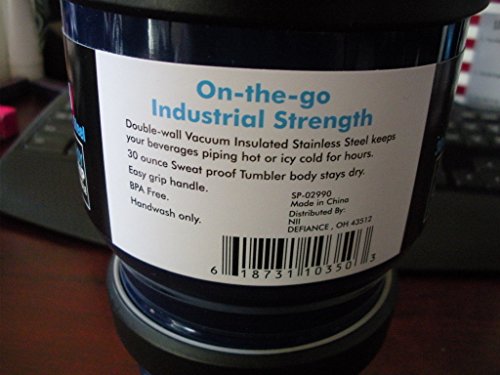 On-the-go
Industrial Strength
Double-wall Vacuum Insulated Stainless Steel keeps
your beverages piping hot or icy cold for hours.
30 ounce Sweat proof Tumbler body stays dry.
Easy grip handle.
BPA Free.
Handwash only.
SP-02990
Made in China
Distributed By:
NII
DEFIANCE, OH 43512
6 18731 10350 3